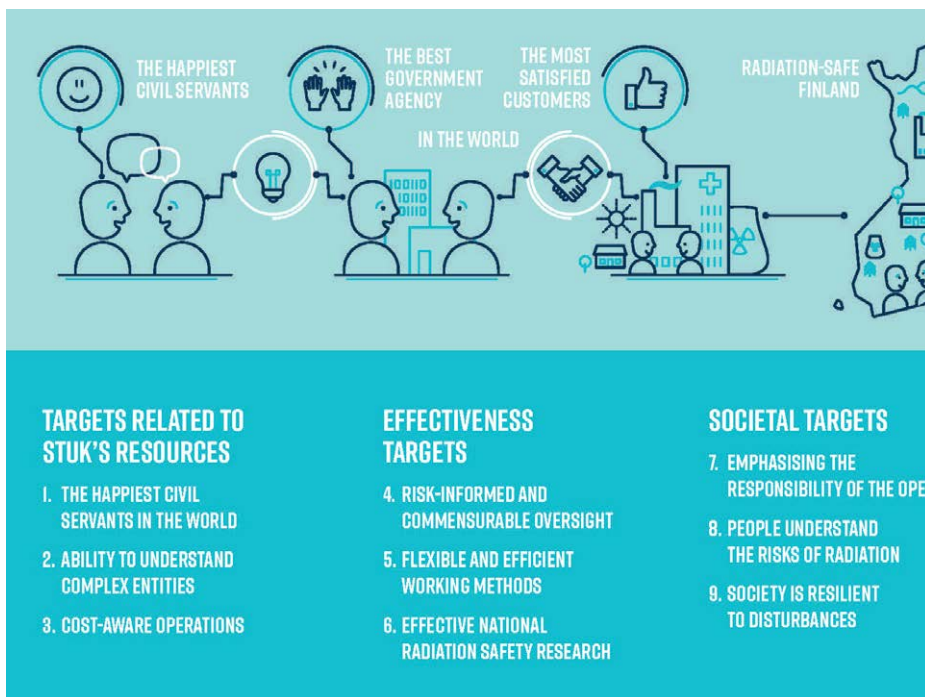 THE HAPPIEST
CIVIL SERVANTS
THE BEST
GOVERNMENT
AGENCY
THE MOST
SATISFIED
CUSTOMERS
IN THE WORLD
RADIATION-SAFE
FINLAND
TARGETS RELATED TO
STUK'S RESOURCES
1. THE HAPPIEST CIVIL
SERVANTS IN THE WORLD
2. ABILITY TO UNDERSTAND
COMPLEX ENTITIES
3. COST-AWARE OPERATIONS
EFFECTIVENESS
TARGETS
4. RISK-INFORMED AND
COMMENSURABLE OVERSIGHT
5. FLEXIBLE AND EFFICIENT
WORKING METHODS
6. EFFECTIVE NATIONAL
RADIATION SAFETY RESEARCH
SOCIETAL TARGETS
7. EMPHASISING THE
RESPONSIBILITY OF THE OPE
8. PEOPLE UNDERSTAND
THE RISKS OF RADIATION
9. SOCIETY IS RESILIENT
TO DISTURBANCES